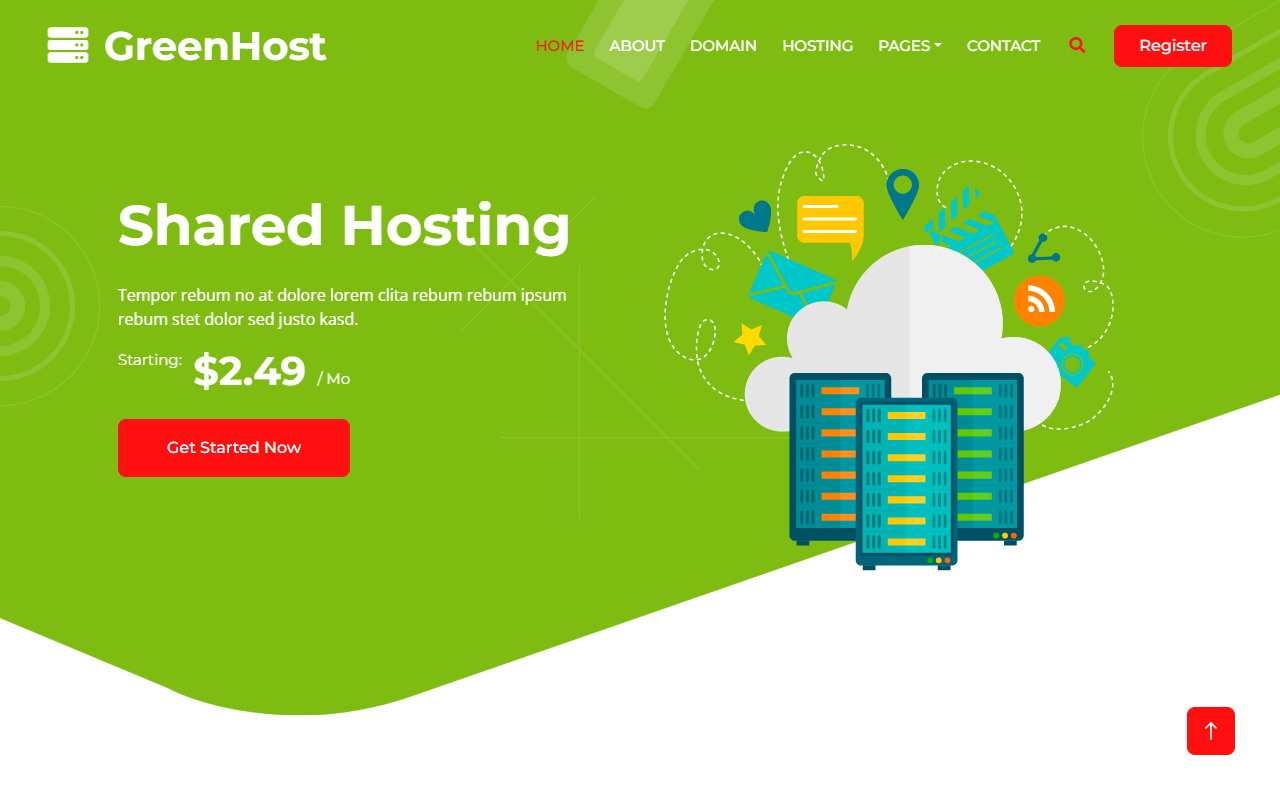 GreenHost
HOME ABOUT DOMAIN HOSTING PAGES CONTACT Register
Shared Hosting
Tempor rebum no at dolore lorem clita rebum rebum ipsum
rebum stet dolor sed justo kasd.
Starting: $2.49 / Mo
Get Started Now